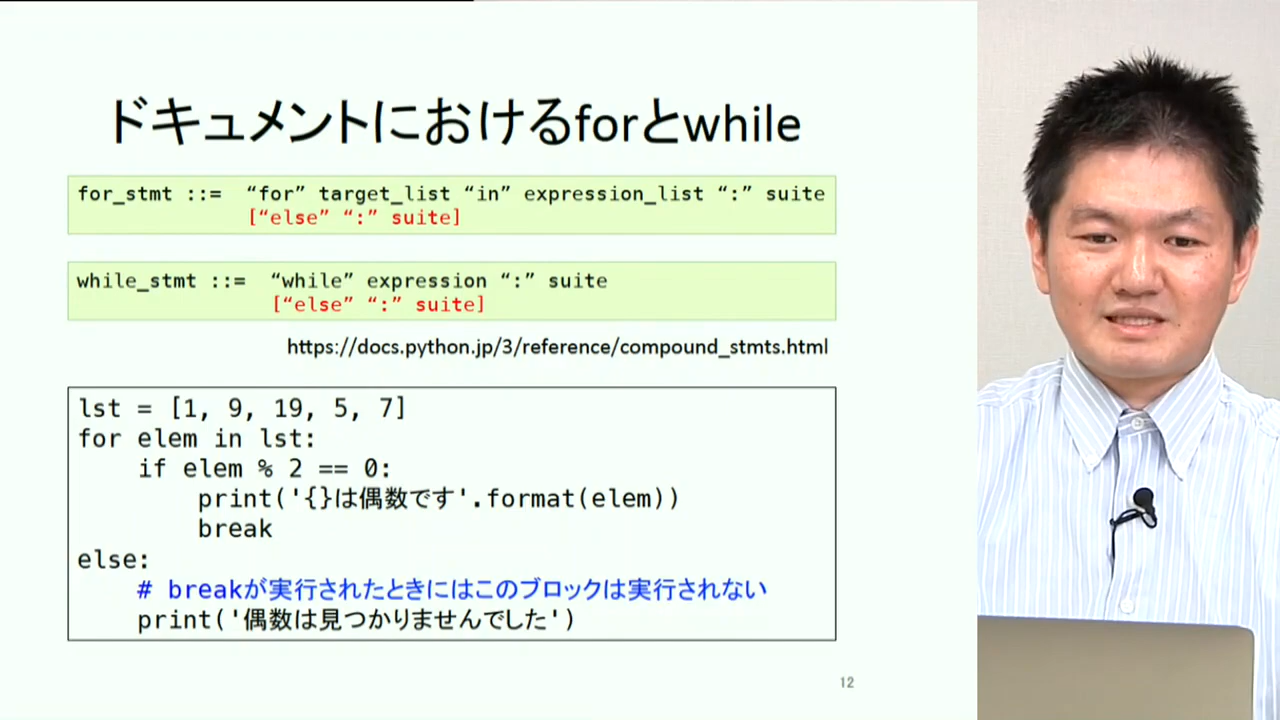 ドキュメントにおけるforとwhile
for_stmt ::= “for” target_list “in” expression_list “:” suite
[“else” “:” suite]
while_stmt ::= “while” expression “:” suite
[“else” “:” suite]
https://docs.python.jp/3/reference/compound_stmts.html
lst = [1, 9, 19, 5, 7]
for elem in lst:
    if elem % 2 == 0:
        print('{}は偶数です'.format(elem))
        break
else:
    # breakが実行されたときにはこのブロックは実行されない
    print('偶数は見つかりませんでした')
12